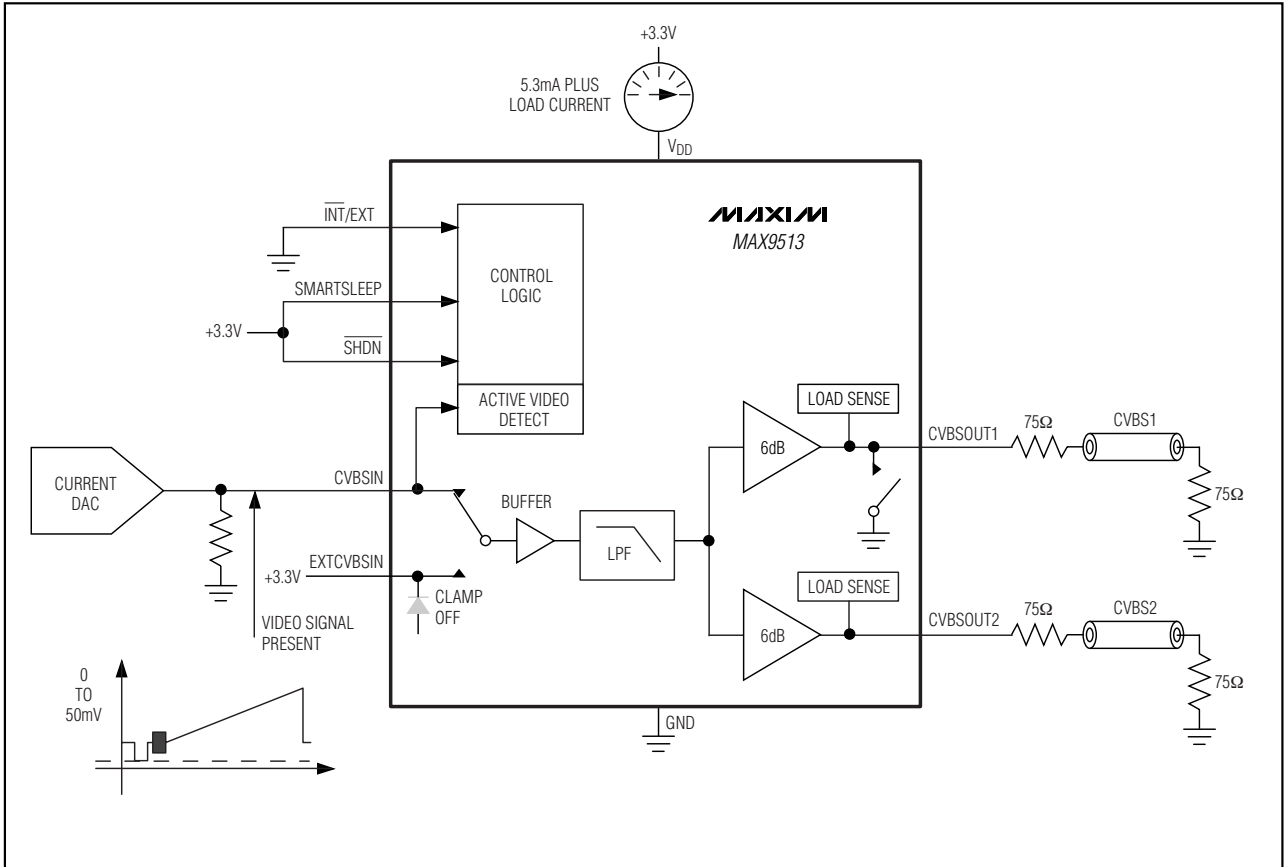 +3.3V
5.3mA PLUS
LOAD CURRENT
VDD
INT/EXT
SMARTSLEEP
+3.3V
SHDN
CONTROL
LOGIC
MAXIM
MAX9513
ACTIVE VIDEO
DETECT
CURRENT
DAC
CVBSIN
BUFFER
LPF
EXTCVBSIN
+3.3V
CLAMP
OFF
VIDEO SIGNAL
PRESENT
6dB
LOAD SENSE
CVBSOUT1
75Ω
CVBS1
75Ω
6dB
LOAD SENSE
CVBSOUT2
75Ω
CVBS2
75Ω
GND
0
TO
50mV